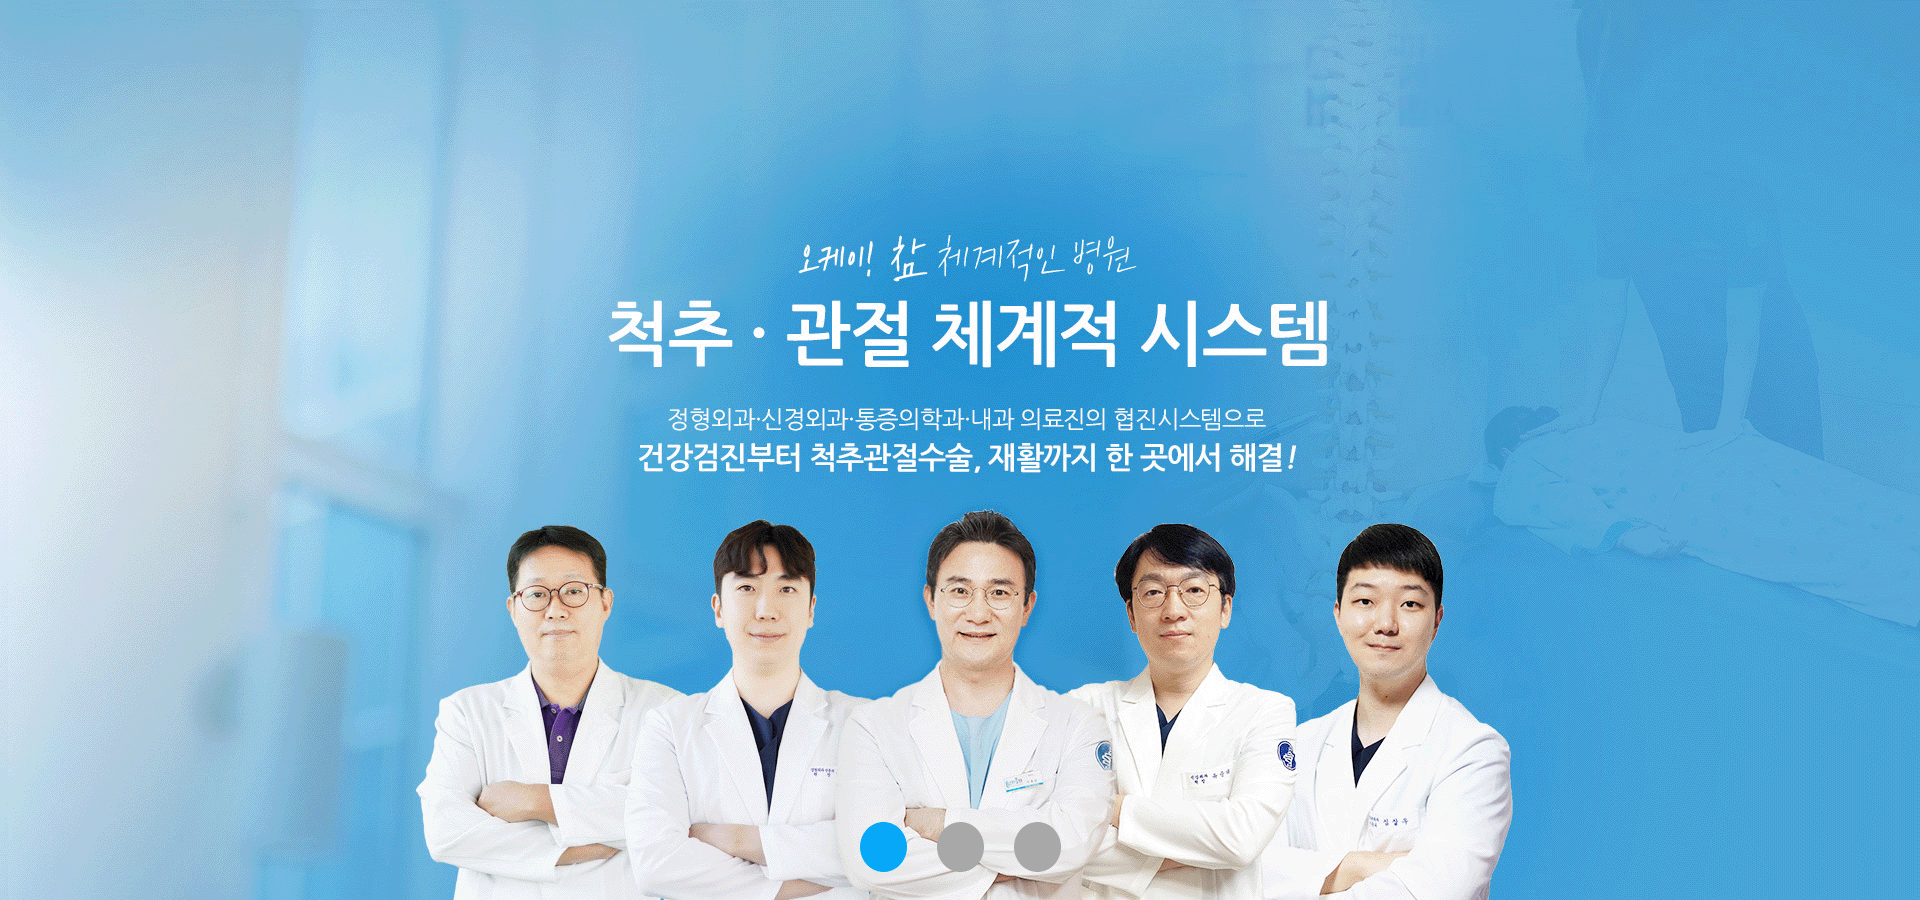 오케이! 참 체계적인 병원
척추 · 관절 체계적 시스템
정형외과·신경외과·통증의학과·내과 의료진의 협진시스템으로
건강검진부터 척추관절수술, 재활까지 한 곳에서 해결!